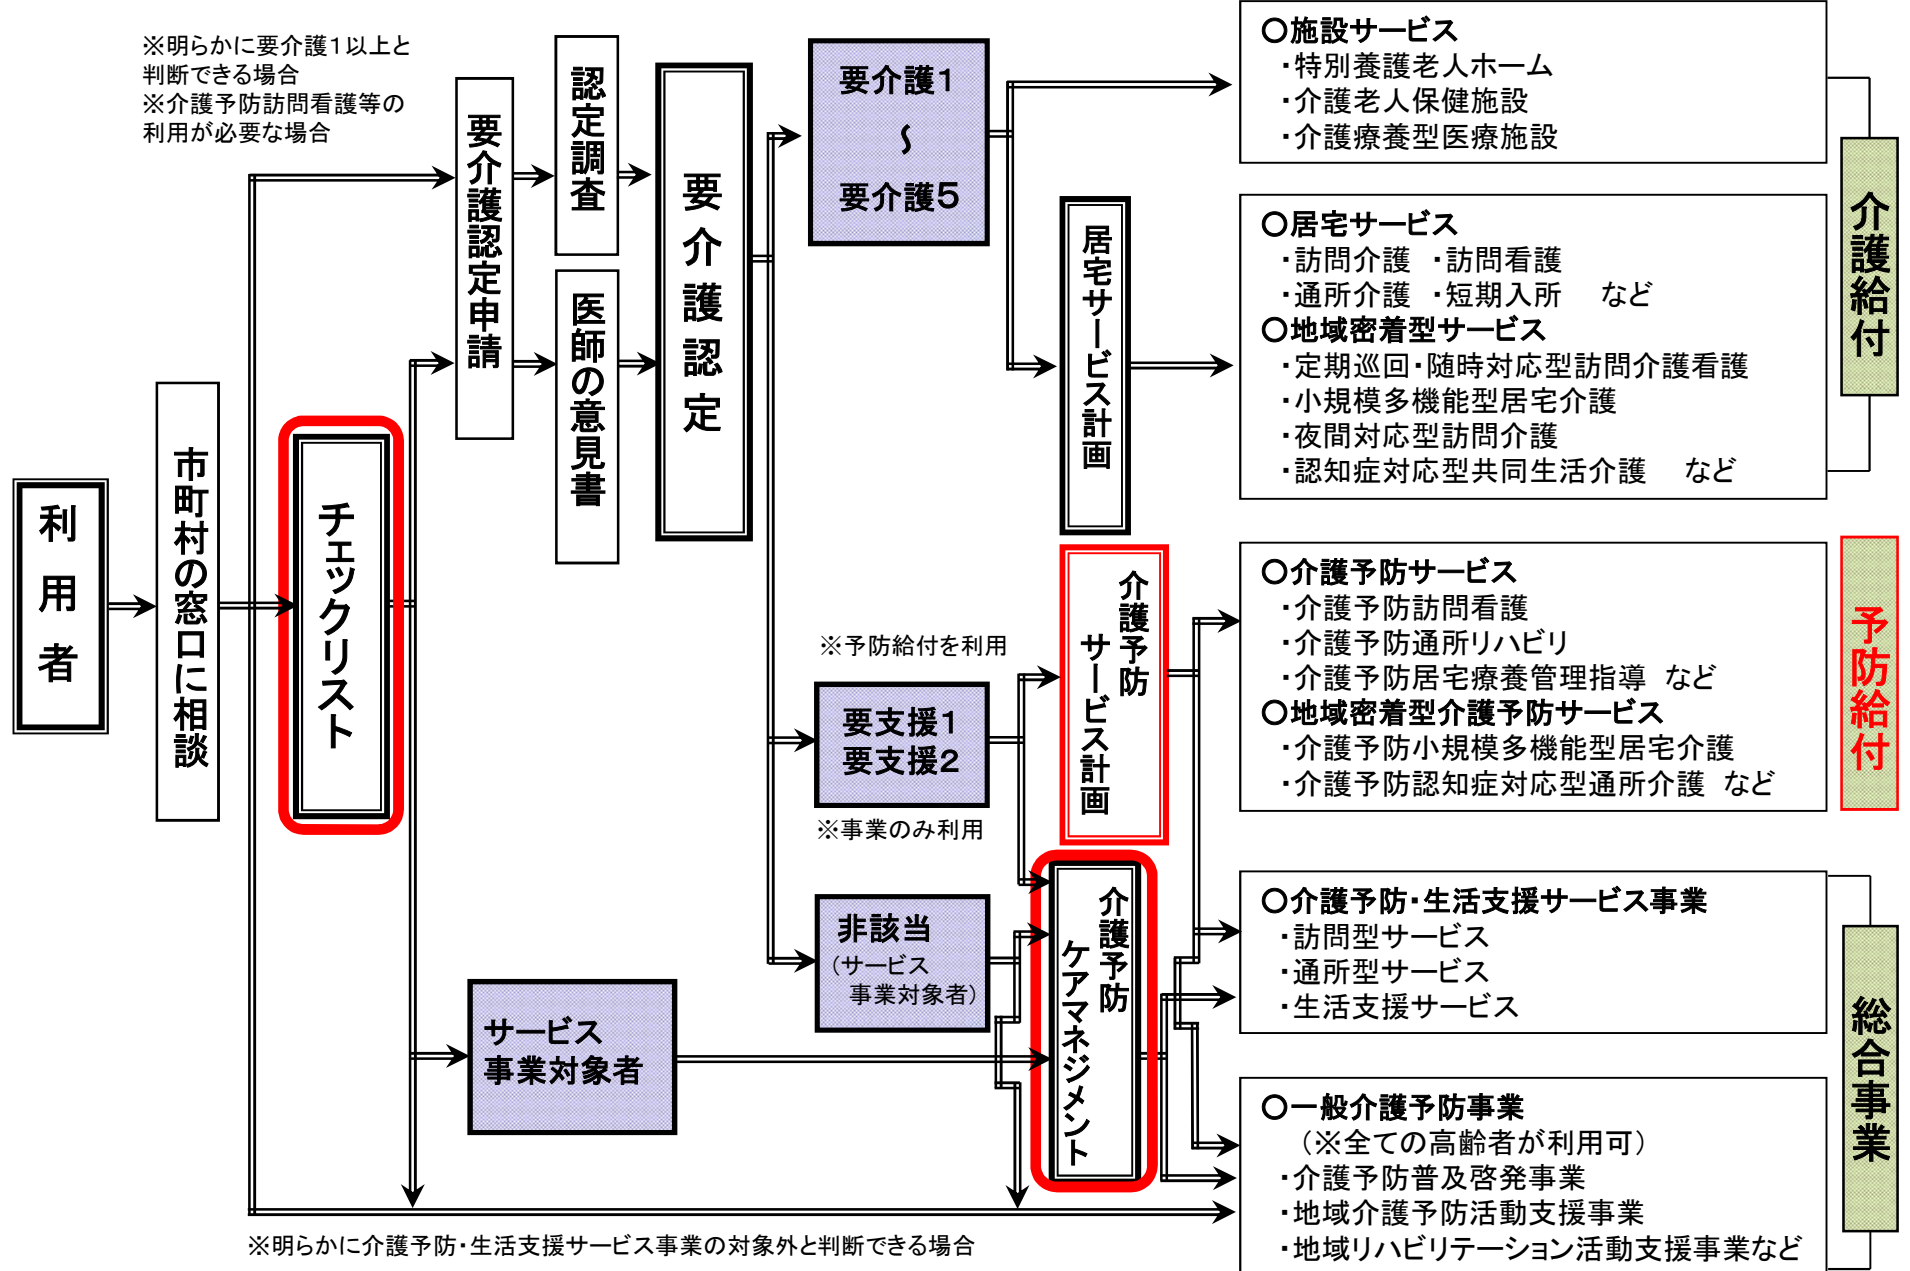 ※明らかに要介護1以上と
判断できる場合
※介護予防訪問看護等の
利用が必要な場合
利用者
市町村の窓口に相談
チェックリスト
要介護認定申請
認定調査
医師の意見書
要介護認定
要介護1
～
要介護5
※予防給付を利用
要支援1
要支援2
※事業のみ利用
非該当
(サービス
事業対象者)
サービス
事業対象者
居宅サービス計画
介護予防
サービス計画
介護予防
ケアマネジメント
○施設サービス
・特別養護老人ホーム
・介護老人保健施設
・介護療養型医療施設
○居宅サービス
・訪問介護 ・訪問看護
・通所介護 ・短期入所 など
○地域密着型サービス
・定期巡回・随時対応型訪問介護看護
・小規模多機能型居宅介護
・夜間対応型訪問介護
・認知症対応型共同生活介護 など
介護給付
○介護予防サービス
・介護予防訪問看護
・介護予防通所リハビリ
・介護予防居宅療養管理指導 など
○地域密着型介護予防サービス
・介護予防小規模多機能型居宅介護
・介護予防認知症対応型通所介護 など
予防給付
○介護予防・生活支援サービス事業
・訪問型サービス
・通所型サービス
・生活支援サービス
○一般介護予防事業
(※全ての高齢者が利用可)
・介護予防普及啓発事業
・地域介護予防活動支援事業
・地域リハビリテーション活動支援事業など
総合事業
※明らかに介護予防・生活支援サービス事業の対象外と判断できる場合